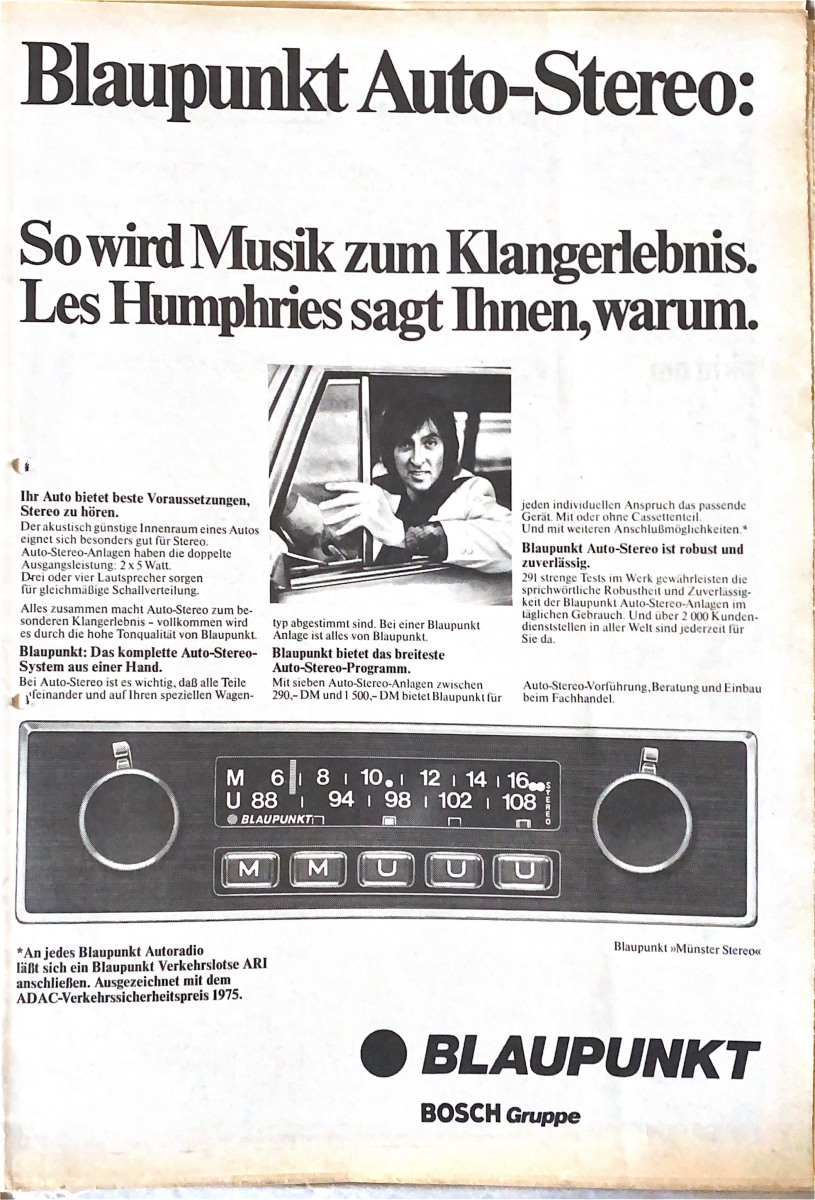 Blaupunkt Auto-Stereo:
So wird Musik zum Klangerlebnis.
Les Humphries sagt Ihnen, warum.
Ihr Auto bietet beste Voraussetzungen,
Stereo zu hören.
Der akustisch günstige Innenraum eines Autos
eignet sich besonders gut für Stereo.
Auto-Stereo-Anlagen haben die doppelte
Ausgangsleistung: 2 x 5 Watt.
Drei oder vier Lautsprecher sorgen
für gleichmäßige Schallverteilung.
Alles zusammen macht Auto-Stereo zum be-
sonderen Klangerlebnis – vollkommen wird
es durch die hohe Tonqualität von Blaupunkt.
Blaupunkt: Das komplette Auto-Stereo-
System aus einer Hand.
Bei Auto-Stereo ist es wichtig, daß alle Teile
ufeinander und auf Ihren speziellen Wagen-
typ abgestimmt sind. Bei einer Blaupunkt
Anlage ist alles von Blaupunkt.
Blaupunkt bietet das breiteste
Auto-Stereo-Programm.
Mit sieben Auto-Stereo-Anlagen zwischen
290,- DM und 1 500,- DM bietet Blaupunkt für
jeden individuellen Anspruch das passende
Gerät. Mit oder ohne Cassettenteil.
Und mit weiteren Anschlußmöglichkeiten.*
Blaupunkt Auto-Stereo ist robust und
zuverlässig.
291 strenge Tests im Werk gewährleisten die
sprichwörtliche Robustheit und Zuverlässig-
keit der Blaupunkt Auto-Stereo-Anlagen im
täglichen Gebrauch. Und über 2 000 Kunden-
dienststellen in aller Welt sind jederzeit für
Sie da.
Auto-Stereo-Vorführung, Beratung und Einbau
beim Fachhandel.
M 6 8 10 12 14 16
U 88 94 98 102 108
STEREO
BLAUPUNKT
M M U U U
Blaupunkt »Münster Stereo«
*An jedes Blaupunkt Autoradio
läßt sich ein Blaupunkt Verkehrslotse ARI
anschließen. Ausgezeichnet mit dem
ADAC-Verkehrssicherheitspreis 1975.
BLAUPUNKT
BOSCH Gruppe